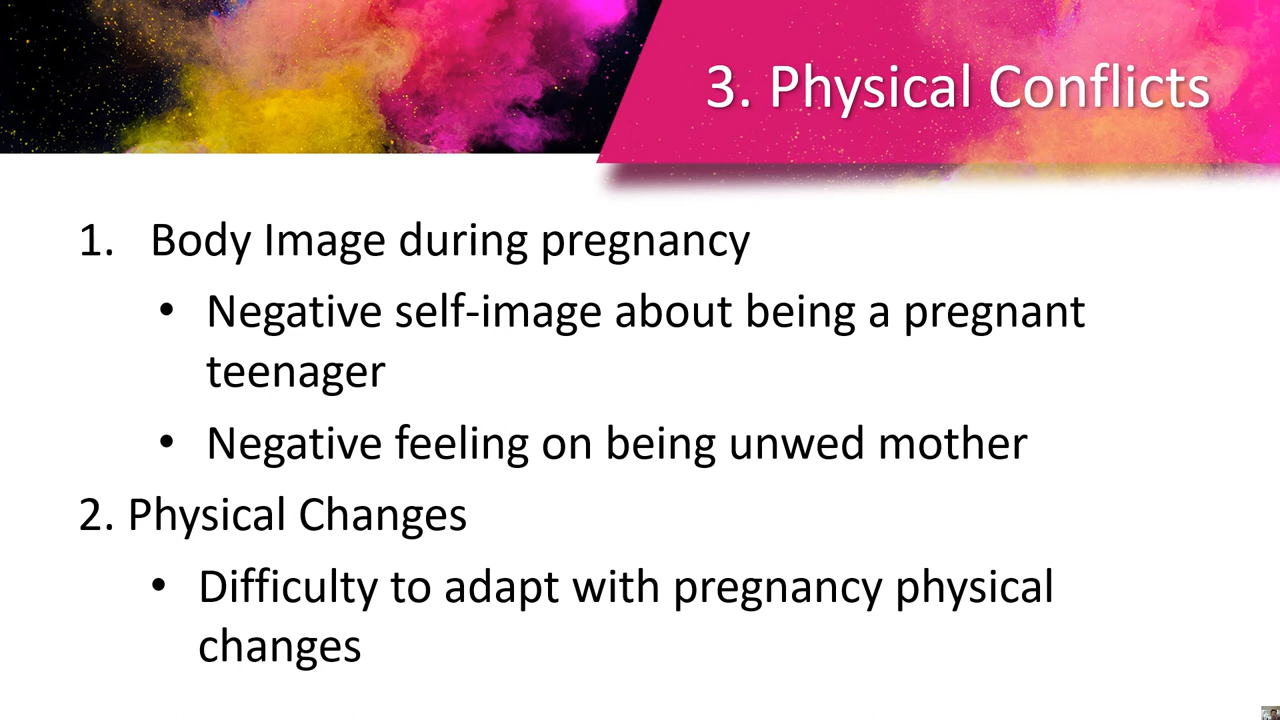 3. Physical Conflicts
1. Body Image during pregnancy
• Negative self-image about being a pregnant
teenager
• Negative feeling on being unwed mother
2. Physical Changes
• Difficulty to adapt with pregnancy physical
changes